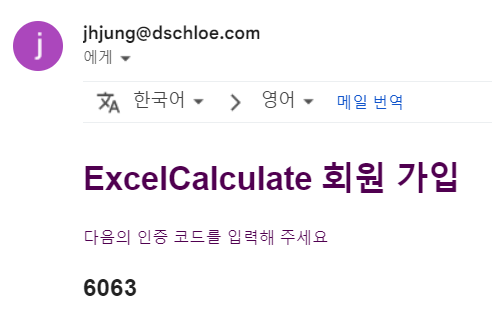 j
jhjung@dschloe.com
에게
한국어 영어 메일 번역
ExcelCalculate 회원 가입
다음의 인증 코드를 입력해 주세요
6063